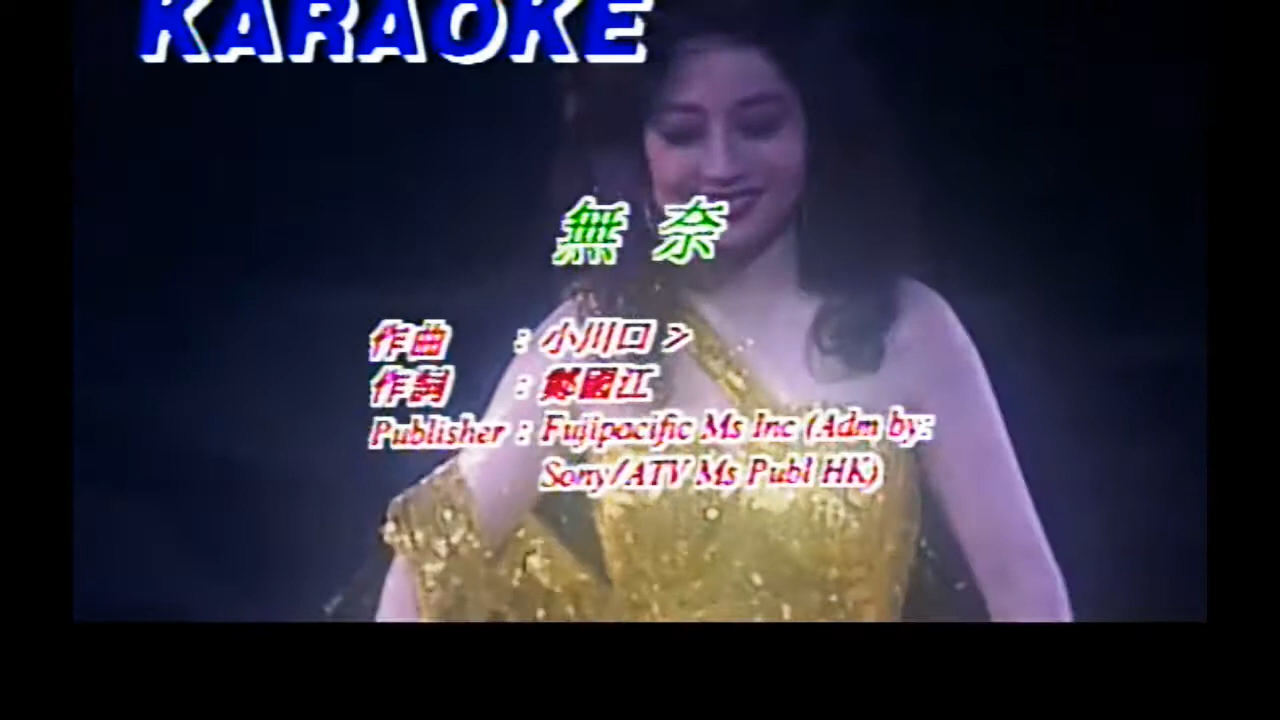 KARAOKE
無奈
作曲 : 小川口 >
作詞 : 鄭國江
Publisher : Fujipacific Ms Inc (Adm by:
Sony/ATV Ms Publ HK)